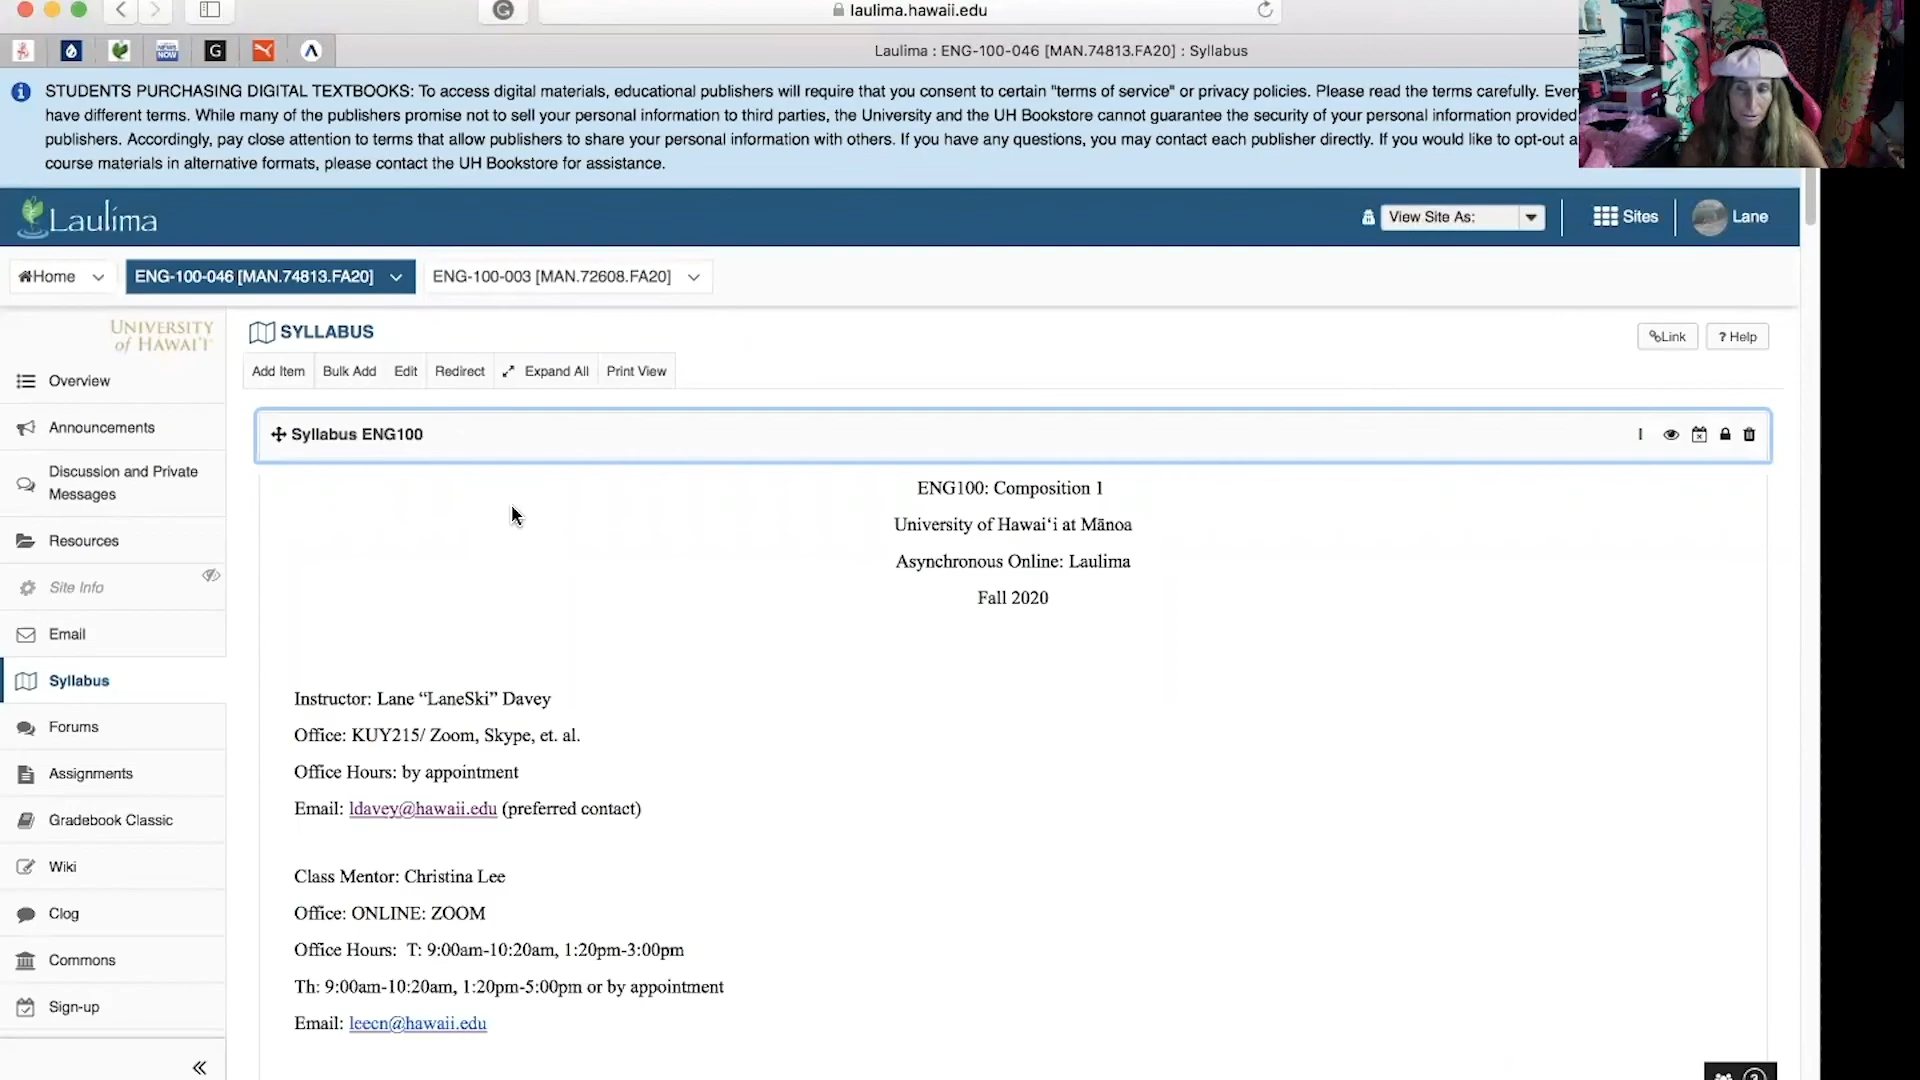 laulima.hawaii.edu
Laulima : ENG-100-046 [MAN.74813.FA20] : Syllabus
STUDENTS PURCHASING DIGITAL TEXTBOOKS: To access digital materials, educational publishers will require that you consent to certain "terms of service" or privacy policies. Please read the terms carefully.
have different terms. While many of the publishers promise not to sell your personal information to third parties, the University and the UH Bookstore cannot guarantee the security of your personal information provided
publishers. Accordingly, pay close attention to terms that allow publishers to share your personal information with others. If you have any questions, you may contact each publisher directly. If you would like to opt-out
course materials in alternative formats, please contact the UH Bookstore for assistance.
Laulima
View Site As:
Sites
Lane
Home
ENG-100-046 [MAN.74813.FA20]
ENG-100-003 [MAN.72608.FA20]
UNIVERSITY
of HAWAI'I
SYLLABUS
Link
? Help
Add Item
Bulk Add
Edit
Redirect
Expand All
Print View
Overview
Announcements
Discussion and Private
Messages
Resources
Site Info
Email
Syllabus
Forums
Assignments
Gradebook Classic
Wiki
Clog
Commons
Sign-up
Syllabus ENG100
ENG100: Composition 1
University of Hawai‘i at Mānoa
Asynchronous Online: Laulima
Fall 2020
Instructor: Lane “LaneSki” Davey
Office: KUY215/ Zoom, Skype, et. al.
Office Hours: by appointment
Email: ldavey@hawaii.edu (preferred contact)
Class Mentor: Christina Lee
Office: ONLINE: ZOOM
Office Hours: T: 9:00am-10:20am, 1:20pm-3:00pm
Th: 9:00am-10:20am, 1:20pm-5:00pm or by appointment
Email: leecn@hawaii.edu